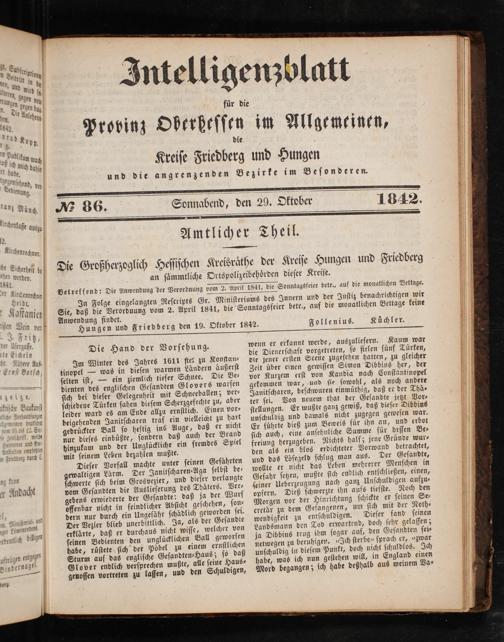 Intelligenzblatt
für die
Provinz Oberhessen im Allgemeinen,
die
Kreise Friedberg und Hungen
und die angrenzenden Bezirke im Besonderen.
№ 86. Sonnabend, den 29. Oktober 1842.
Amtlicher Theil.
Die Großherzoglich Hessischen Kreisräthe der Kreise Hungen und Friedberg
an sämmtliche Ortspolizeibehörden dieser Kreise.
Betreffend: Die Anwendung der Verordnung vom 2. April 1841, die Sonntagsfeier betr., auf die monatlichen Bettage.
In Folge eingelangten Rescripts Gr. Ministeriums des Innern und der Justiz benachrichtigen wir
Sie, daß die Verordnung vom 2. April 1841, die Sonntagsfeier betr., auf die monatlichen Bettage keine
Anwendung findet.
Hungen und Friedberg den 19. Oktober 1842. Follenius. Küchler.
Die Hand der Vorsehung.
Im Winter des Jahres 1611 fiel zu Konstan-
tinopel — was in diesen warmen Ländern äußerst
selten ist, — ein ziemlich tiefer Schnee. Die Be-
dienten des englischen Gesandten Glovers warfen
sich bei dieser Gelegenheit mit Schneeballen; ver-
schiedene Türken sahen diesem Scherzgefechte zu, aber
leider ward es am Ende allzu ernstlich. Einen vor-
beigehenden Janitscharen traf ein vielleicht zu hart
gedrückter Ball so heftig ins Auge, daß er nicht
nur dieses einbüßte, sondern daß auch der Brand
hinzukam und der Unglückliche ein fremdes Spiel
mit seinem Leben bezahlen mußte.
Dieser Vorfall machte unter seinen Gefährten
gewaltigen Lärm. Der Janitscharen-Aga selbst be-
schwerte sich beim Großvezier, und dieser verlangte
vom Gesandten die Auslieferung des Thäters. Ver-
gebens erwiederte der Gesandte: daß ja der Wurf
offenbar nicht in feindlicher Absicht geschehen, son-
dern nur durch ein Ungefähr schädlich geworden sei.
Der Vezier blieb unerbittlich. Ja, als der Gesandte
erklärte, daß er durchaus nicht wisse, welcher von
seinen Bedienten den unglücklichen Ball geworfen
habe, rüstete sich der Pöbel zu einem ernstlichen
Sturm auf das englische Gesandten-Haus; so daß
Glover endlich versprechen mußte, alle seine Haus-
genossen vortreten zu lassen, und den Schuldigen,
wenn er erkannt werde, auszuliefern. Kaum war
die Dienerschaft vorgetreten, so fielen fünf Türken,
die jener ersten Scene zugesehen hatten, zu gleicher
Zeit über einen gewissen Simon Dibbins her, der
vor Kurzem erst von Kandia nach Constantinopel
gekommen war, und sie sowohl, als noch andere
Janitscharen, beschworen einmüthig, daß er der Thä-
ter sei. Von neuem that der Gesandte jetzt Vor-
stellungen. Er wußte ganz gewiß, daß dieser Dibbins
unschuldig und damals nicht zugegen gewesen war.
Er führte dieß zum Beweis für ihn an, und erbot
sich auch, eine ansehnliche Summe für dessen Be-
freiung herzugeben. Nichts half; jene Gründe wur-
den als ein blos erdichteter Vorwand betrachtet,
und das Lösegeld schlug man aus. Der Gesandte,
wollte er nicht das Leben mehrerer Menschen in
Gefahr setzen, mußte sich endlich entschließen, einen,
seiner Ueberzeugung nach ganz Unschuldigen aufzu-
opfern. Dieß schmerzte ihn aufs tiefste. Noch den
Morgen vor der Hinrichtung schickte er seinen Se-
cretär zu dem Gefangenen, um sich mit der Noth-
wendigkeit zu entschuldigen. Dieser fand seinen
Landsmann den Tod erwartend, doch sehr gelassen;
ja Dibbins trug ihm sogar auf, den Gesandten sei-
netwegen zu beruhigen. »Ich sterbe« sprach er, »zwar
unschuldig in diesem Punkt, doch nicht schuldlos. Ich
habe, was ich nun gestehen will, in England einen
Mord begangen; ich habe deßhalb aus meinem Va-